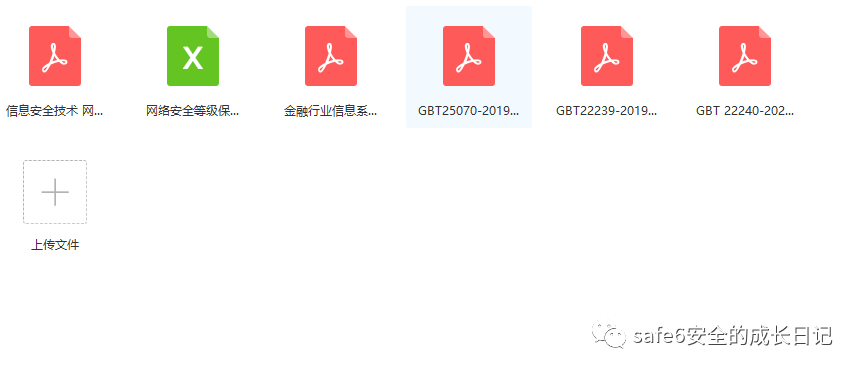 信息安全技术 网...
网络安全等级保...
金融行业信息系...
GBT25070-2019...
GBT22239-2019...
GBT 22240-202...
上传文件
safe6安全的成长日记